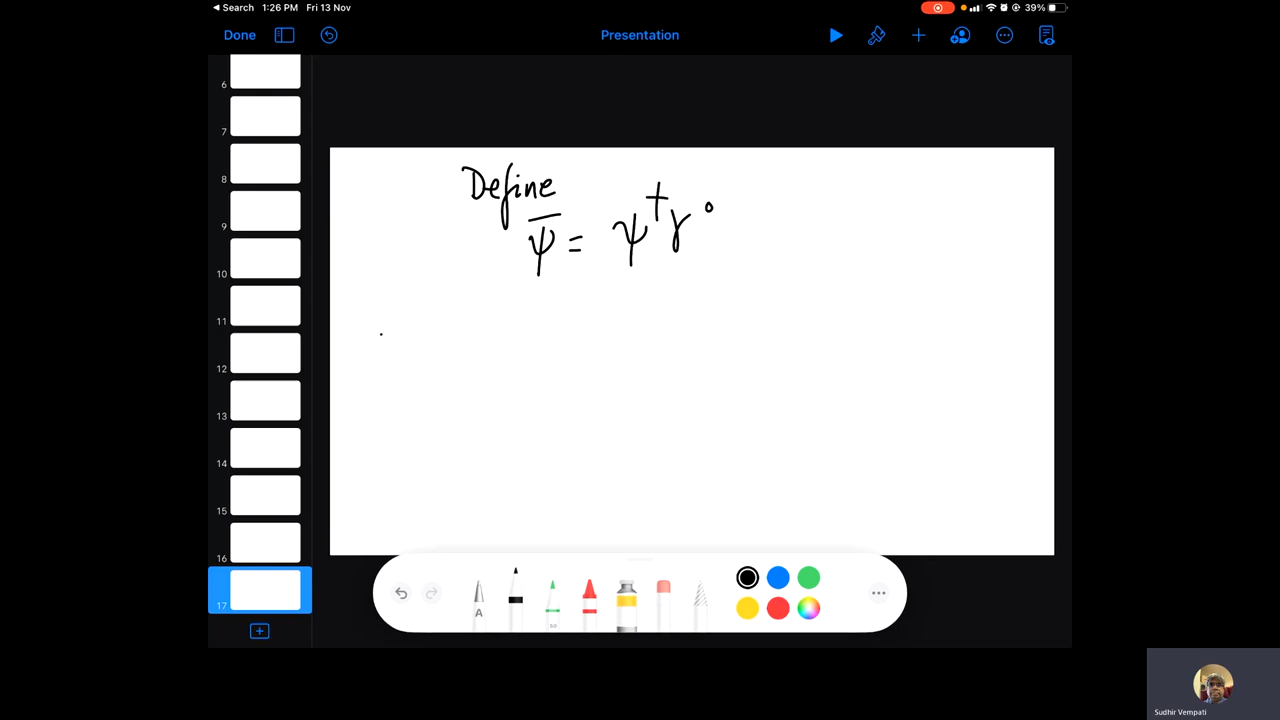 Search 1:26 PM Fri 13 Nov 39%
Done Presentation
6
7
8
9
10
11
12
13
14
15
16
17
Define
ψ̅ = ψ†γ⁰
A
Sudhir Vempati